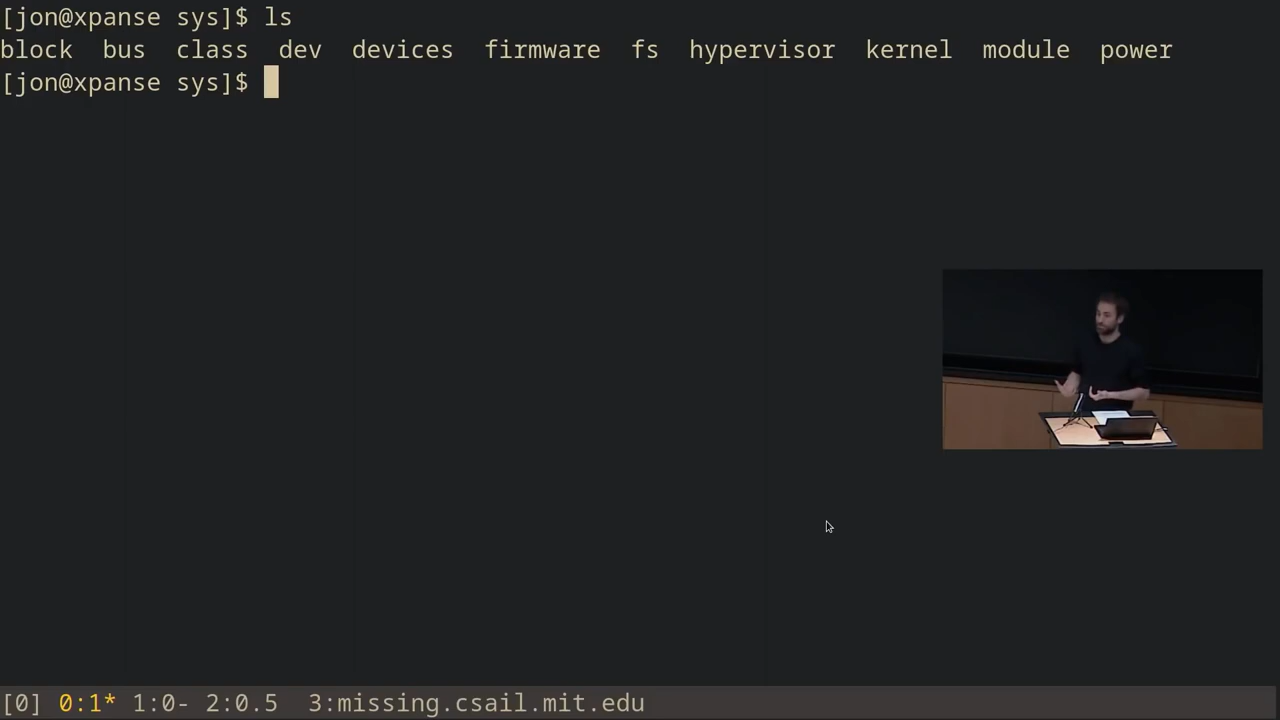 [jon@xpanse sys]$ ls
block bus class dev devices firmware fs hypervisor kernel module power
[jon@xpanse sys]$
[0] 0:1* 1:0- 2:0.5 3:missing.csail.mit.edu